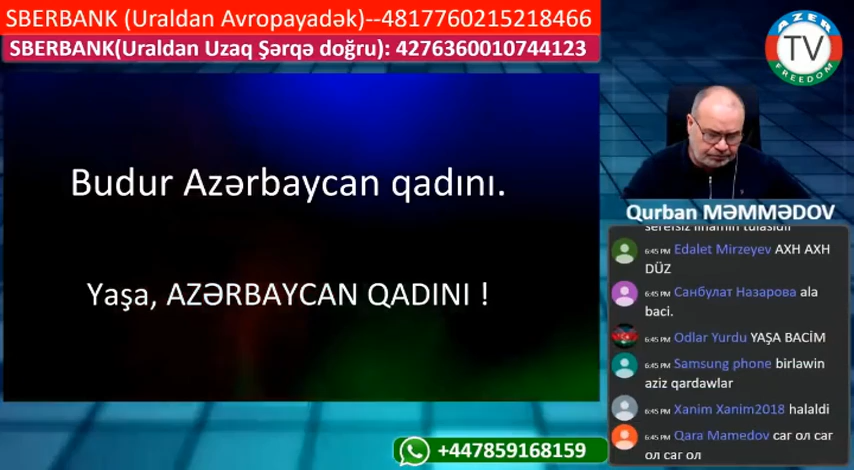 SBERBANK (Uraldan Avropayadək)--4817760215218466
SBERBANK(Uraldan Uzaq Şərqə doğru): 4276360010744123
AZER
TV
FREEDOM
Budur Azərbaycan qadını.
Yaşa, AZƏRBAYCAN QADINI !
Qurban MƏMMƏDOV
6:45 PM Edalet Mirzeyev AXH AXH
DÜZ
6:45 PM Санбулат Назарова ala
baci.
6:45 PM Odlar Yurdu YAŞA BACİM
6:45 PM Samsung phone birlawin
aziz qardawlar
6:45 PM Xanim Xanim2018 halaldi
6:45 PM Qara Mamedov саг ол саг
ол саг ол
+447859168159